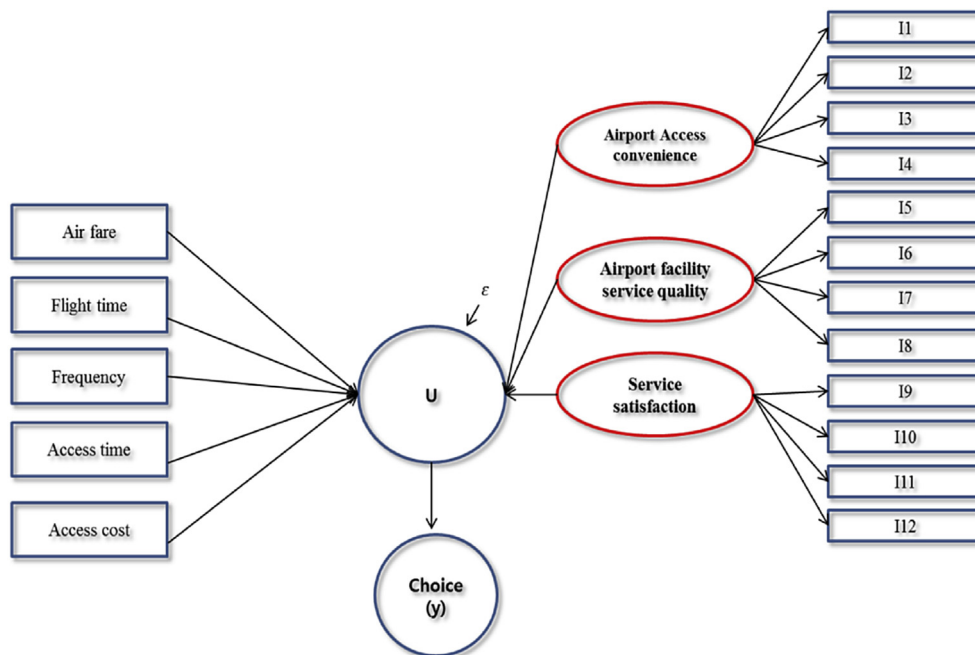 Air fare
Flight time
Frequency
Access time
Access cost
ε
U
Choice
(y)
Airport Access
convenience
Airport facility
service quality
Service
satisfaction
I1
I2
I3
I4
I5
I6
I7
I8
I9
I10
I11
I12